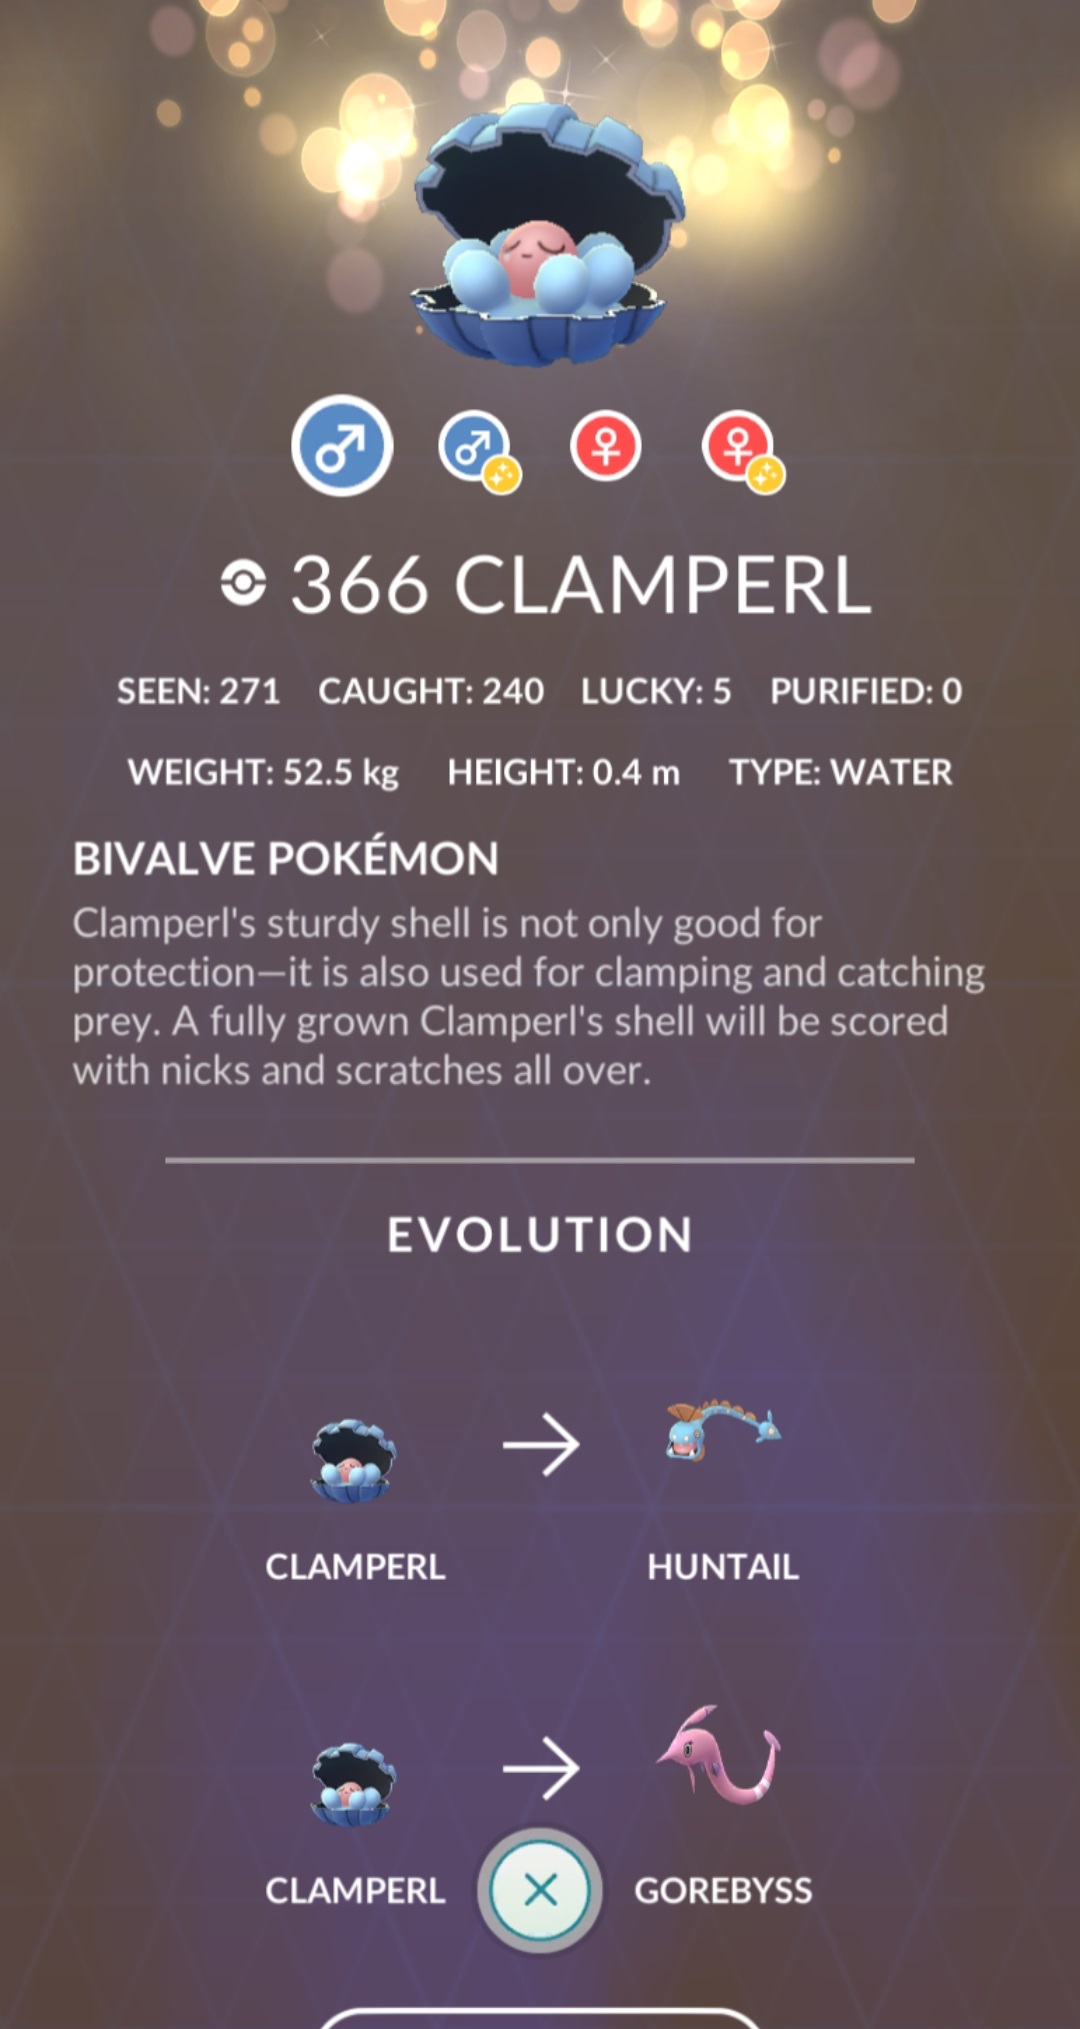 366 CLAMPERL
SEEN: 271 CAUGHT: 240 LUCKY: 5 PURIFIED: 0
WEIGHT: 52.5 kg HEIGHT: 0.4 m TYPE: WATER
BIVALVE POKÉMON
Clamperl's sturdy shell is not only good for
protection—it is also used for clamping and catching
prey. A fully grown Clamperl's shell will be scored
with nicks and scratches all over.
EVOLUTION
CLAMPERL HUNTAIL
CLAMPERL GOREBYSS